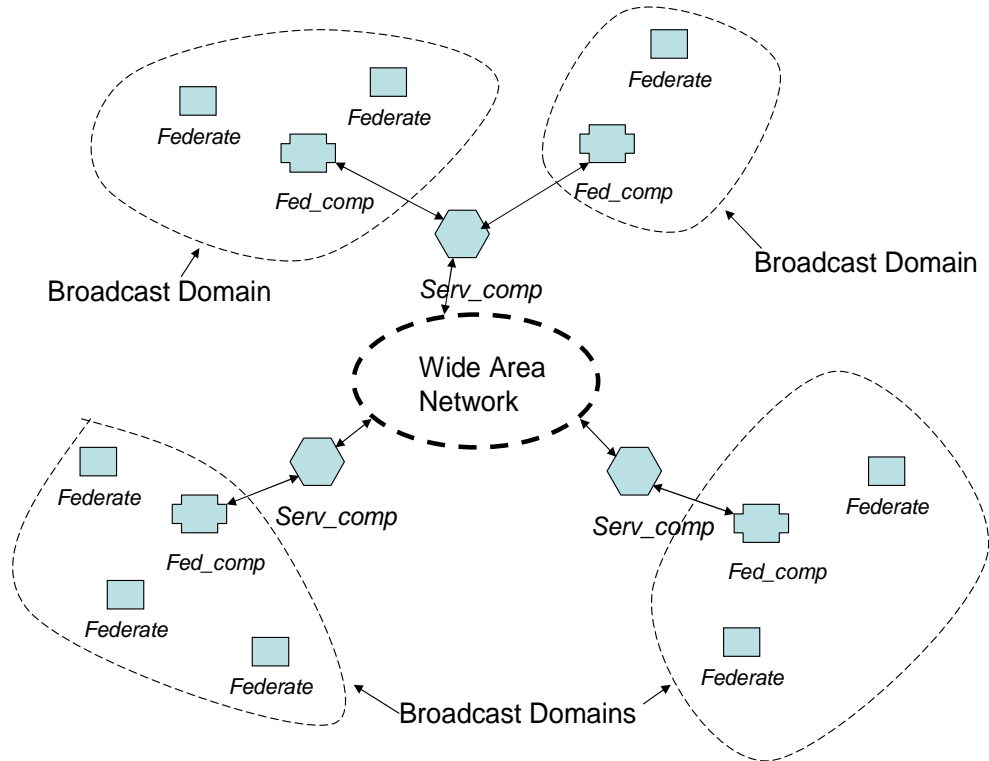 Federate
Federate
Federate
Fed_comp
Fed_comp
Broadcast Domain
Broadcast Domain
Serv_comp
Wide Area
Network
Federate
Federate
Serv_comp
Serv_comp
Fed_comp
Fed_comp
Federate
Federate
Federate
Broadcast Domains